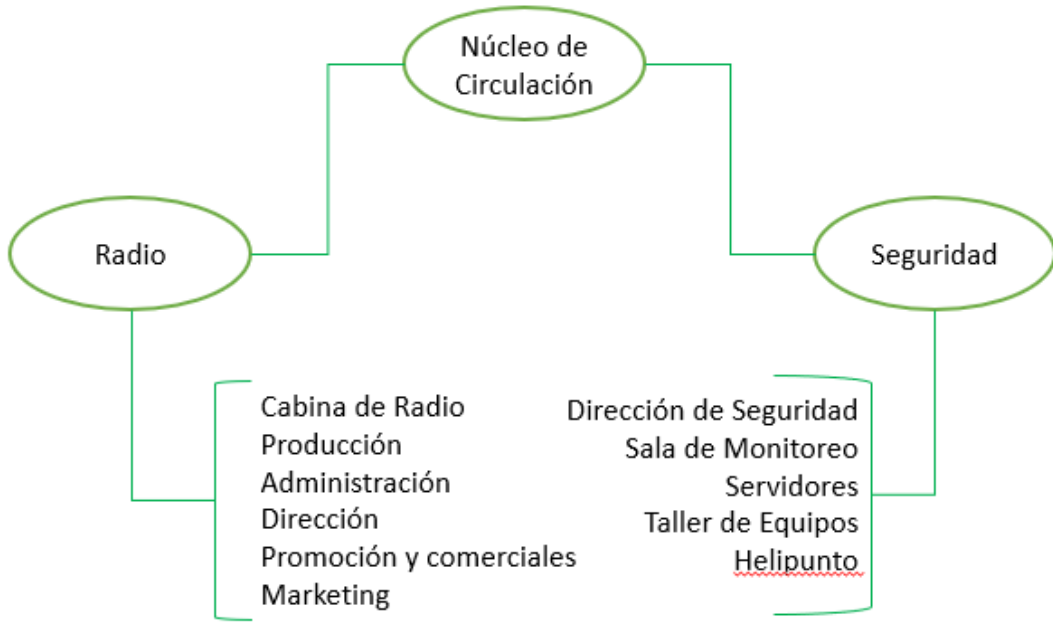 Núcleo de
Circulación
Radio
Seguridad
Cabina de Radio
Producción
Administración
Dirección
Promoción y comerciales
Marketing
Dirección de Seguridad
Sala de Monitoreo
Servidores
Taller de Equipos
Helipunto